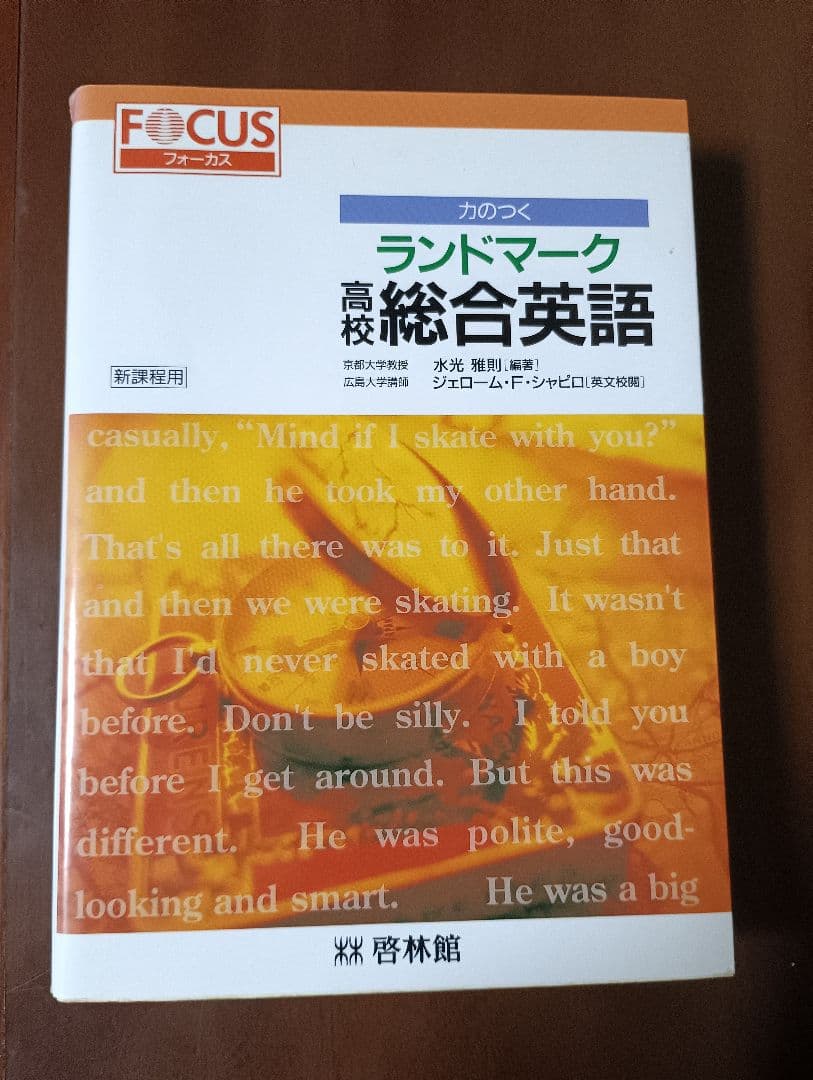 FOCUS
フォーカス
力のつく
ランドマーク
高校 総合英語
京都大学教授 水光 雅則[編著]
広島大学講師 ジェローム・F・シャピロ[英文校閲]
新課程用
casually, "Mind if I skate with you?"
and then he took my other hand.
That's all there was to it. Just that
and then we were skating. It wasn't
that I'd never skated with a boy
before. Don't be silly. I told you
before I get around. But this was
different. He was polite, good-
looking and smart. He was a big
啓林館